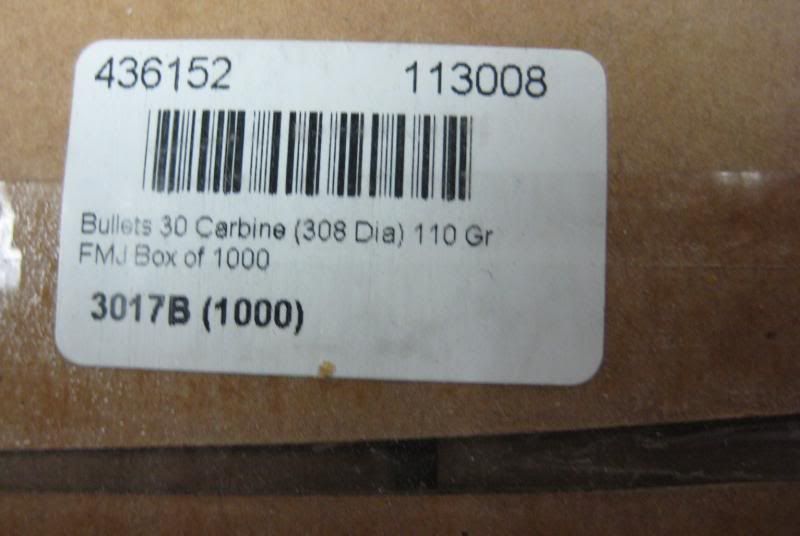 436152 113008
Bullets 30 Carbine (308 Dia) 110 Gr
FMJ Box of 1000
3017B (1000)